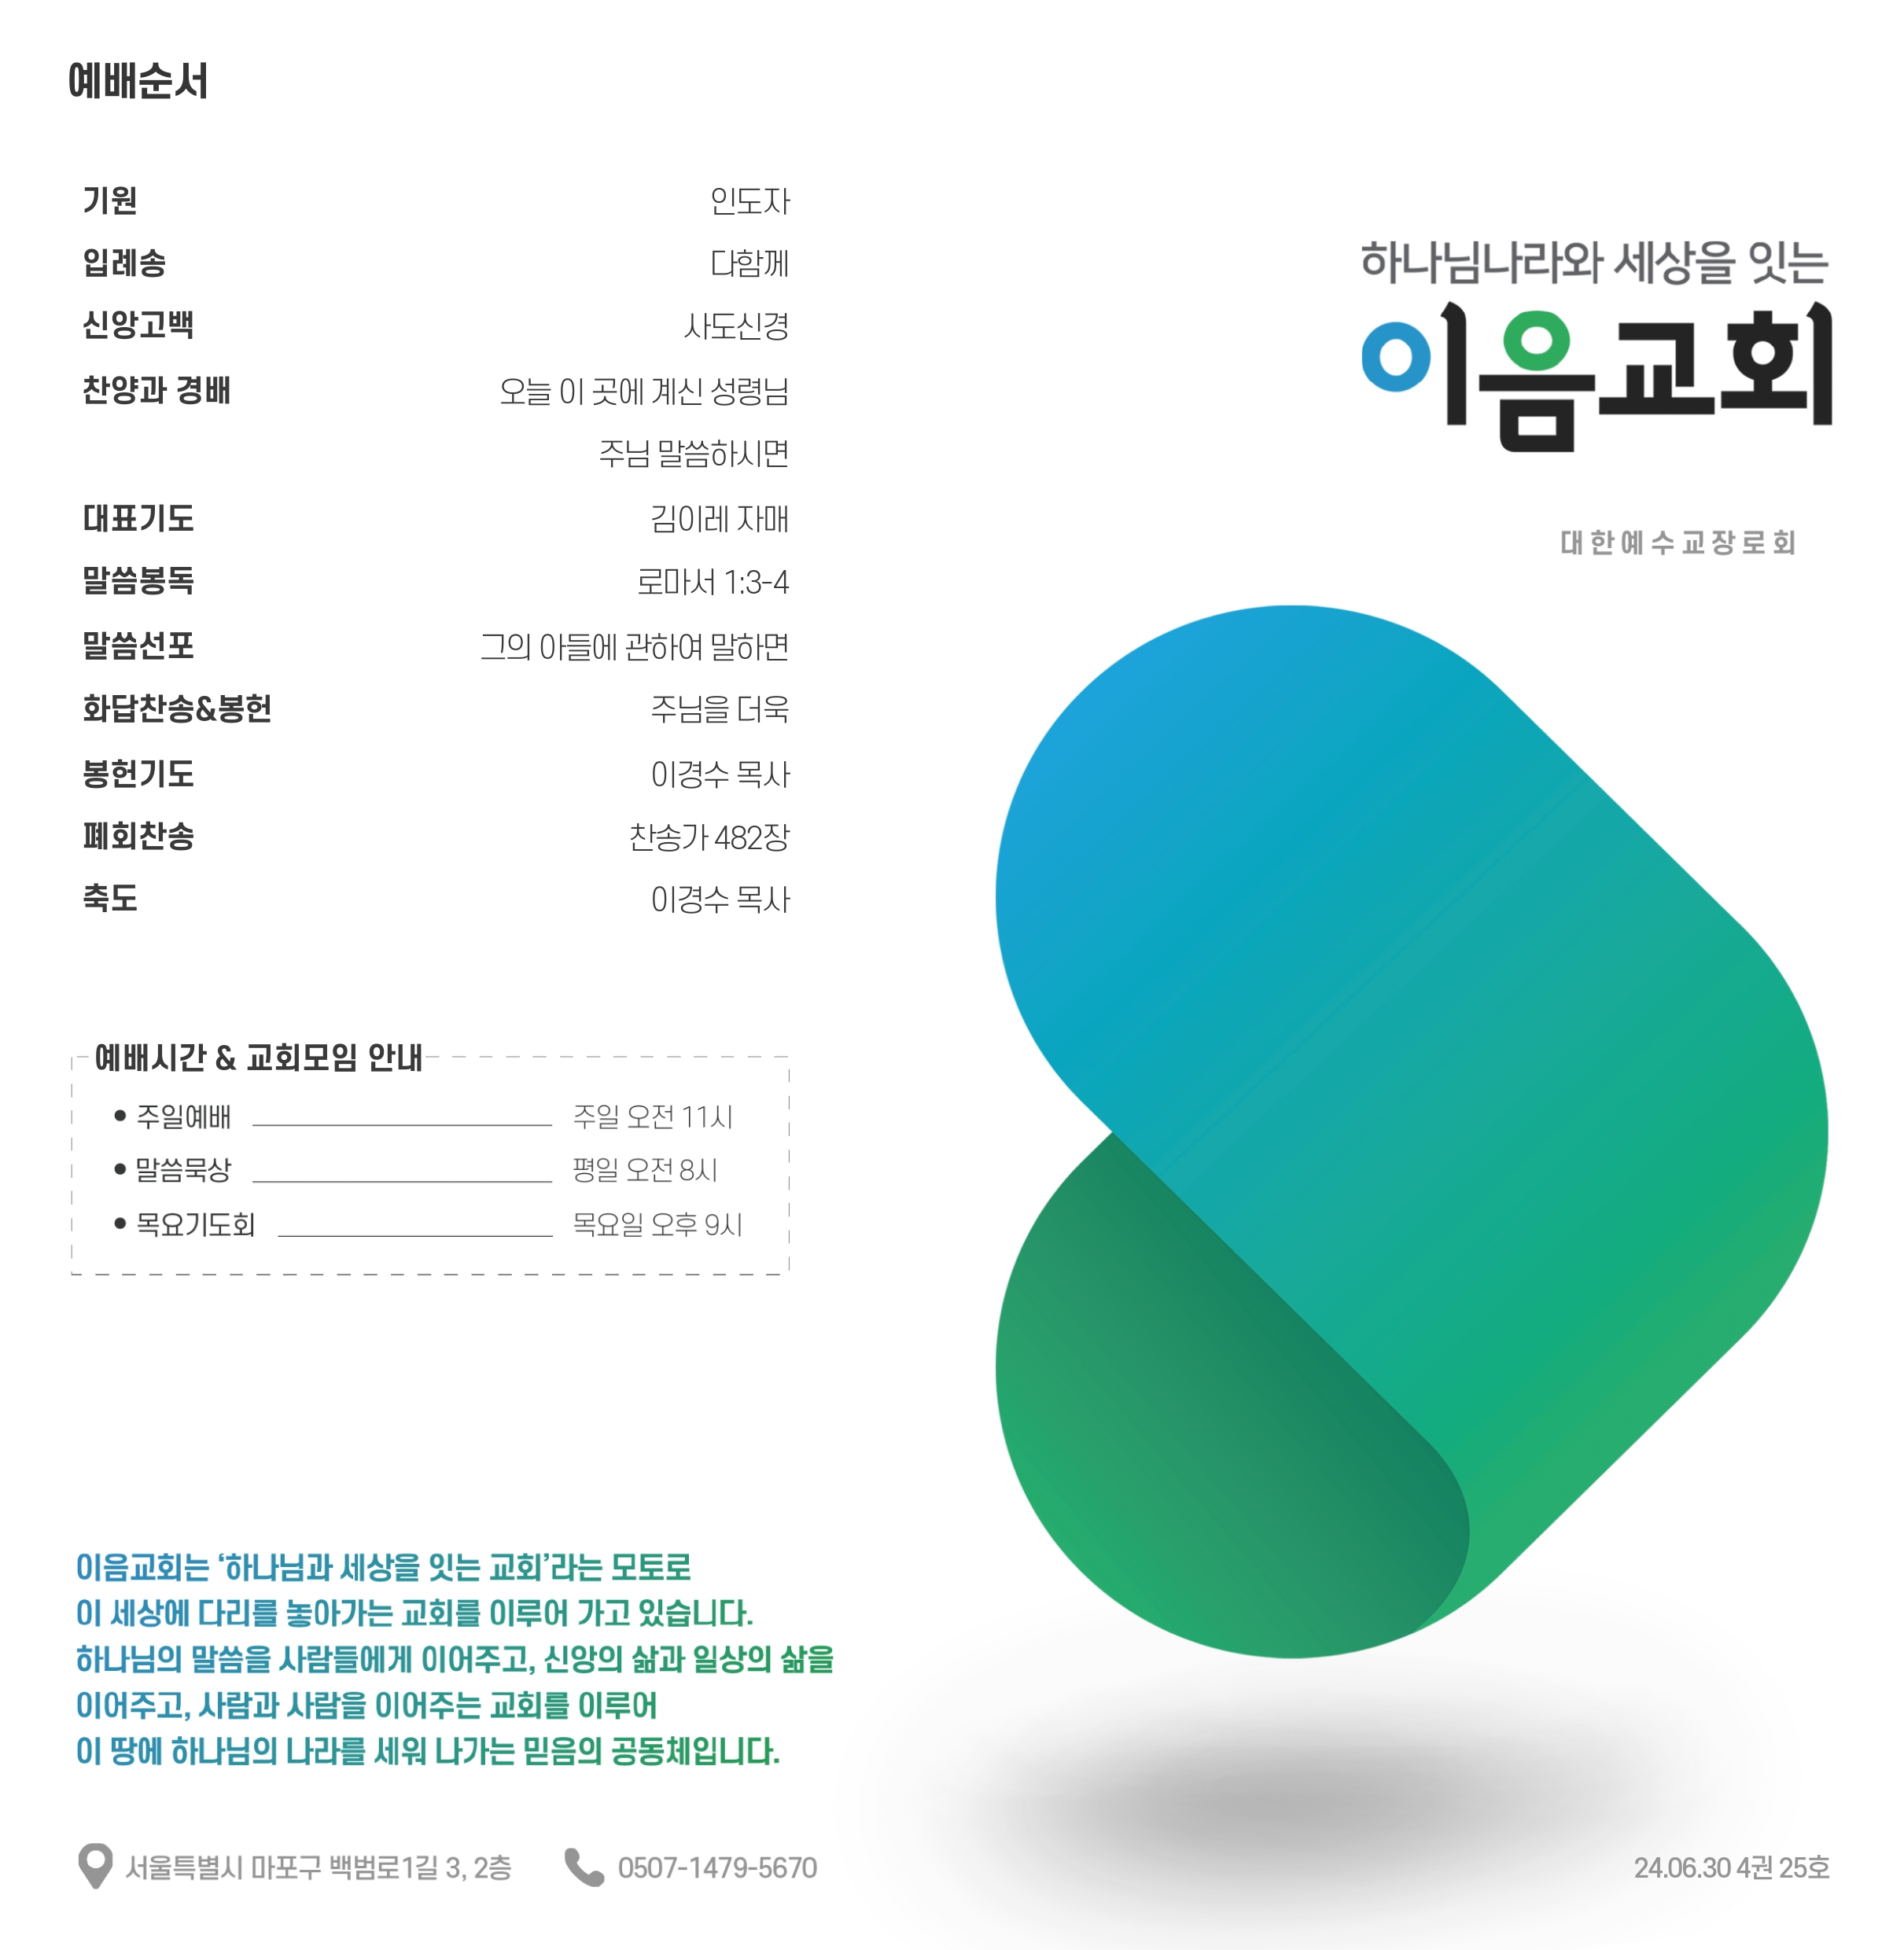 예배순서
기원 인도자
입례송 다함께
신앙고백 사도신경
찬양과 경배 오늘 이 곳에 계신 성령님
주님 말씀하시면
대표기도 김이레 자매
말씀봉독 로마서 1:3-4
말씀선포 그의 아들에 관하여 말하면
화답찬송&봉헌 주님을 더욱
봉헌기도 이경수 목사
폐회찬송 찬송가 482장
축도 이경수 목사
예배시간 & 교회모임 안내
● 주일예배 주일 오전 11시
● 말씀묵상 평일 오전 8시
● 목요기도회 목요일 오후 9시
이음교회는 ‘하나님과 세상을 잇는 교회’라는 모토로
이 세상에 다리를 놓아가는 교회를 이루어 가고 있습니다.
하나님의 말씀을 사람들에게 이어주고, 신앙의 삶과 일상의 삶을
이어주고, 사람과 사람을 이어주는 교회를 이루어
이 땅에 하나님의 나라를 세워 나가는 믿음의 공동체입니다.
서울특별시 마포구 백범로1길 3, 2층 0507-1479-5670
하나님나라와 세상을 잇는
이음교회
대한예수교장로회
24.06.30 4권 25호